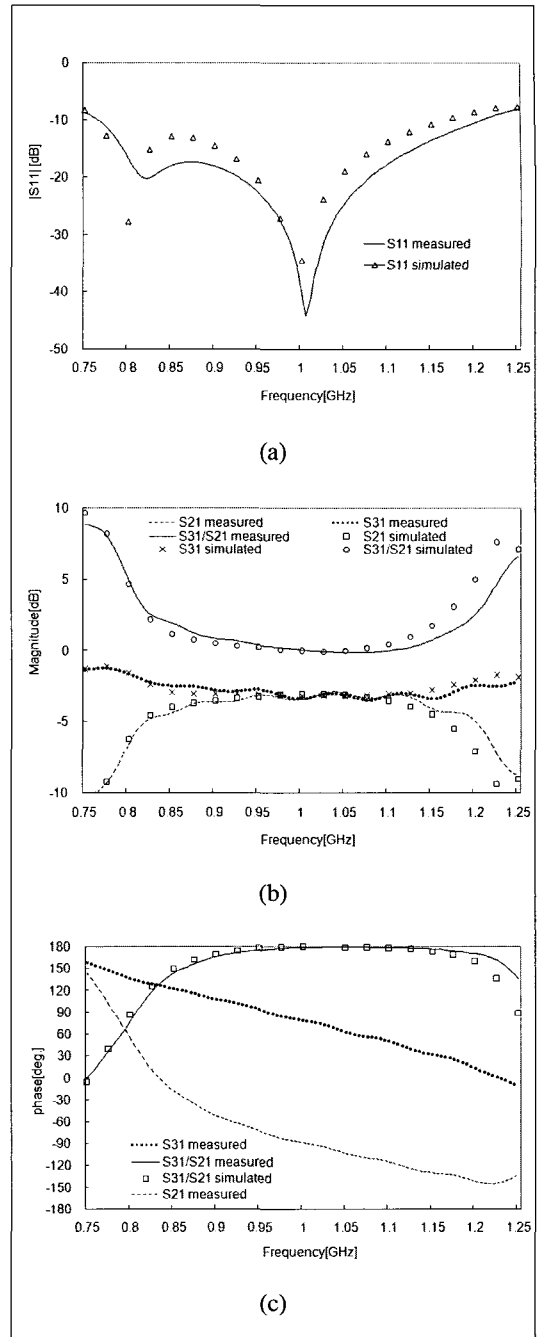 0
-10
-20
-30
-40
-50
|S11| [dB]
S11 measured
S11 simulated
0.75 0.8 0.85 0.9 0.95 1 1.05 1.1 1.15 1.2 1.25
Frequency[GHz]
(a)
10
5
0
-5
-10
Magnitude[dB]
S21 measured S31 measured
S31/S21 measured S21 simulated
S31 simulated S31/S21 simulated
0.75 0.8 0.85 0.9 0.95 1 1.05 1.1 1.15 1.2 1.25
Frequency[GHz]
(b)
180
150
120
90
60
30
0
-30
-60
-90
-120
-150
-180
phase[deg.]
S31 measured
S31/S21 measured
S31/S21 simulated
S21 measured
0.75 0.8 0.85 0.9 0.95 1 1.05 1.1 1.15 1.2 1.25
Frequency[GHz]
(c)